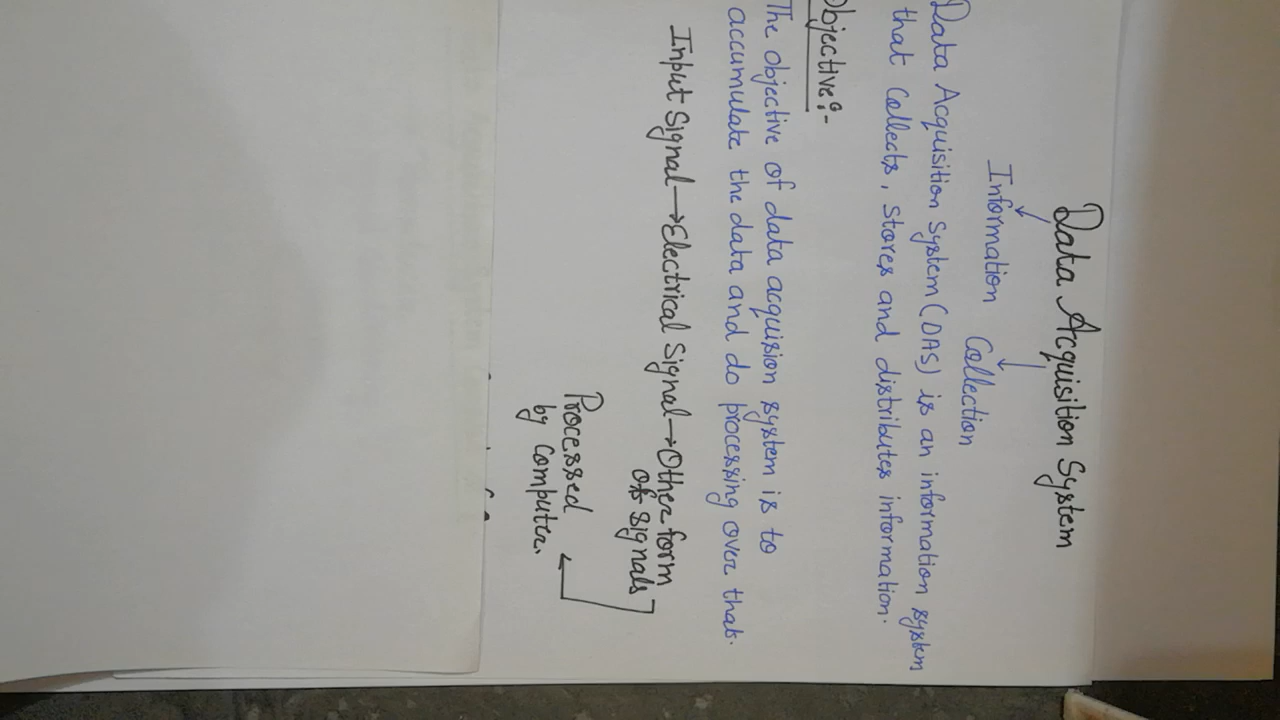 Data Acquisition System
Information Collection
Data Acquisition System (DAS) is an information system
that collects, stores and distributes information.
Objective:-
The objective of data acquision system is to
accumulate the data and do processing over that.
Input Signal→Electrical Signal→Other form
of signals
Processed
by Computer.